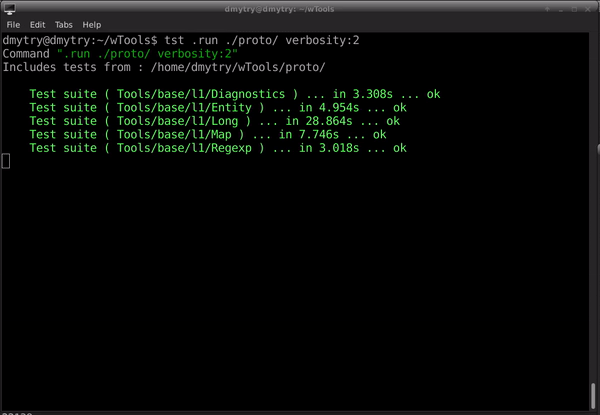 dmytry@dmytry: ~/wTools
File Edit Tabs Help
dmytry@dmytry:~/wTools$ tst .run ./proto/ verbosity:2
Command ".run ./proto/ verbosity:2"
Includes tests from : /home/dmytry/wTools/proto/
Test suite ( Tools/base/l1/Diagnostics ) ... in 3.308s ... ok
Test suite ( Tools/base/l1/Entity ) ... in 4.954s ... ok
Test suite ( Tools/base/l1/Long ) ... in 28.864s ... ok
Test suite ( Tools/base/l1/Map ) ... in 7.746s ... ok
Test suite ( Tools/base/l1/Regexp ) ... in 3.018s ... ok